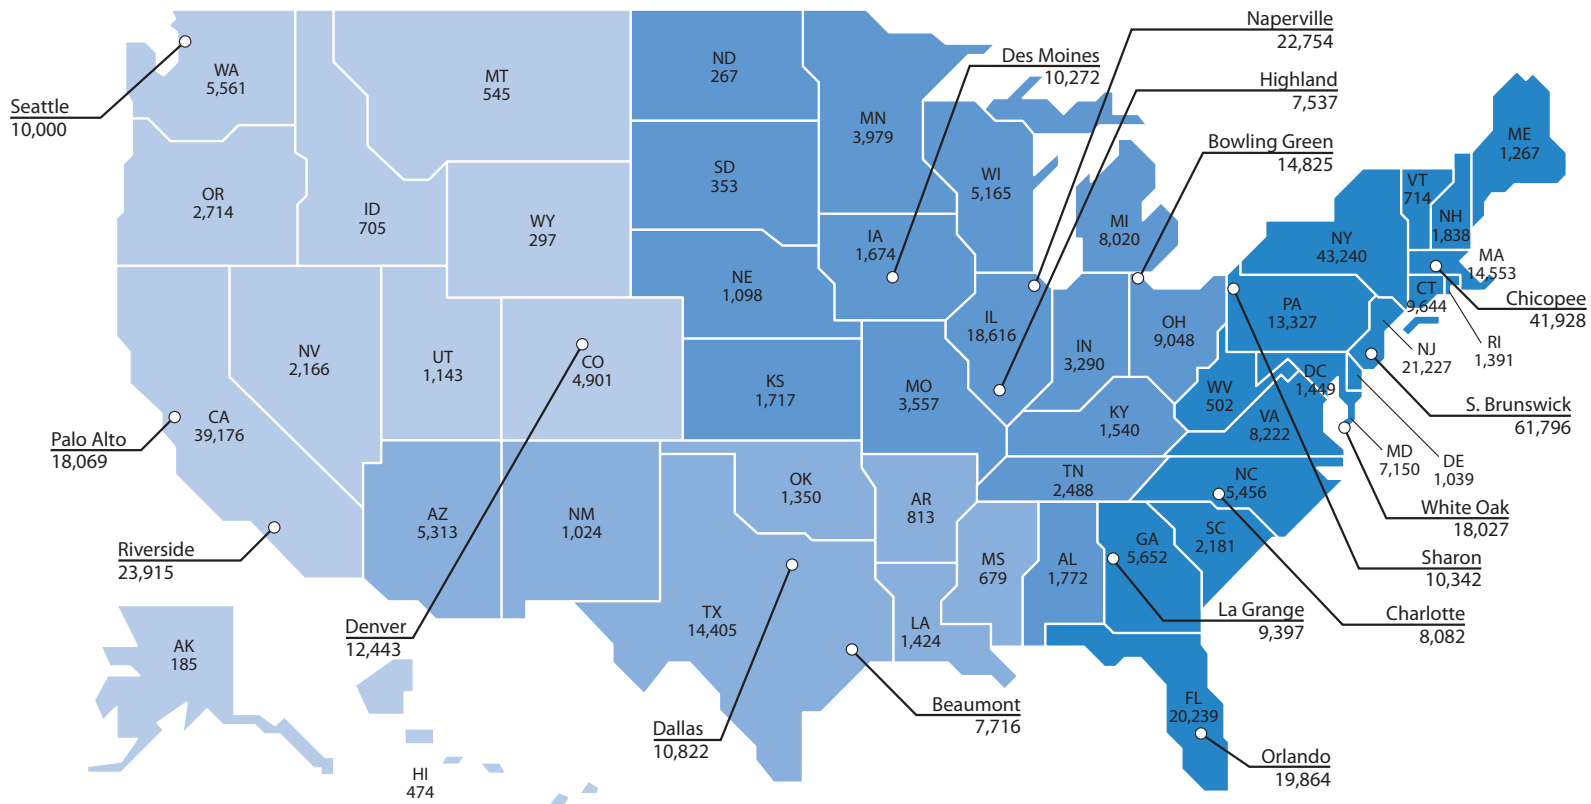 Naperville
22,754
Des Moines
10,272
Highland
7,537
Seattle
10,000
WA
5,561
MT
545
ND
267
MN
3,979
Bowling Green
14,825
ME
1,267
OR
2,714
ID
705
WY
297
SD
353
WI
5,165
MI
8,020
VT
714
NH
1,838
NY
43,240
MA
14,553
IA
1,674
NE
1,098
CT
9,644
Chicopee
41,928
PA
13,327
IL
18,616
IN
3,290
OH
9,048
NJ
21,227
RI
1,391
NV
2,166
UT
1,143
CO
4,901
KS
1,717
MO
3,557
WV
502
DC
1,449
S. Brunswick
61,796
CA
39,176
Palo Alto
18,069
KY
1,540
VA
8,222
MD
7,150
DE
1,039
TN
2,488
NC
5,456
White Oak
18,027
OK
1,350
AR
813
AZ
5,313
NM
1,024
SC
2,181
GA
5,652
MS
679
AL
1,772
Riverside
23,915
Sharon
10,342
TX
14,405
LA
1,424
La Grange
9,397
Charlotte
8,082
Denver
12,443
AK
185
Beaumont
7,716
Dallas
10,822
FL
20,239
Orlando
19,864
HI
474